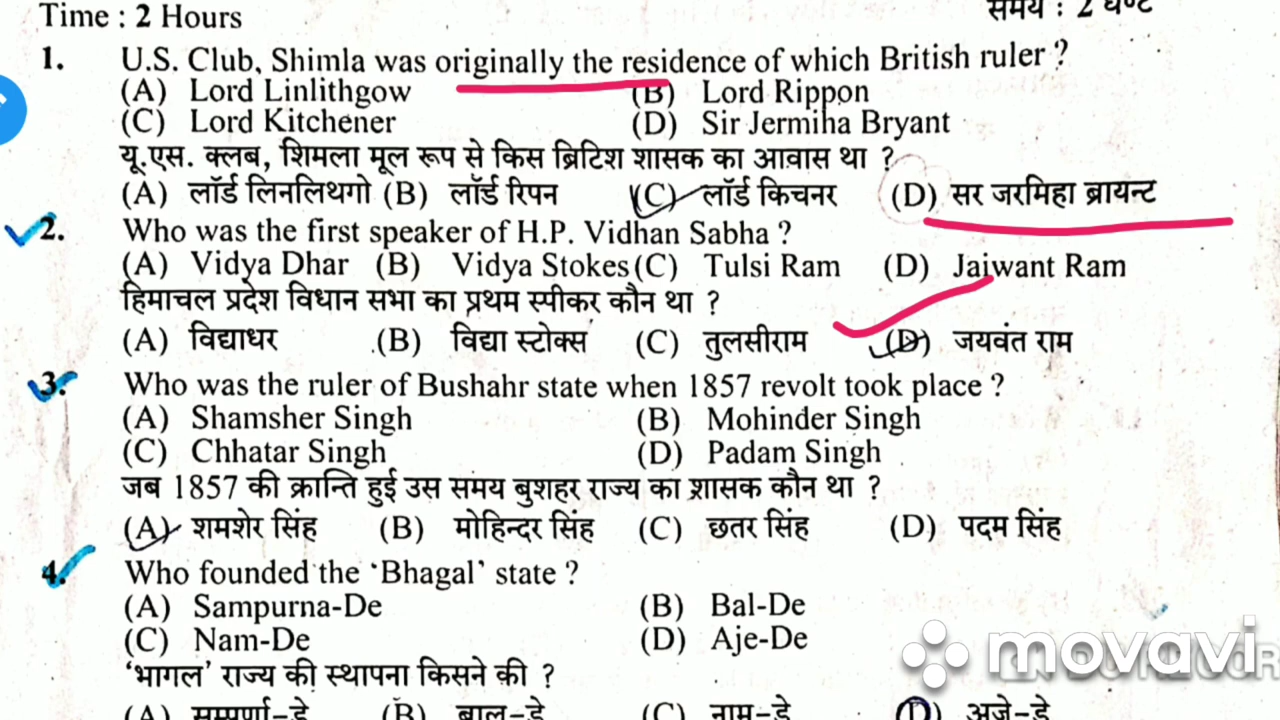 Time : 2 Hours समय : 2 घण्टे
1. U.S. Club, Shimla was originally the residence of which British ruler ?
(A) Lord Linlithgow (B) Lord Rippon
(C) Lord Kitchener (D) Sir Jermiha Bryant
यू.एस. क्लब, शिमला मूल रूप से किस ब्रिटिश शासक का आवास था ?
(A) लॉर्ड लिनलिथगो (B) लॉर्ड रिपन (C) लॉर्ड किचनर (D) सर जरमिहा ब्रायन्ट
2. Who was the first speaker of H.P. Vidhan Sabha ?
(A) Vidya Dhar (B) Vidya Stokes (C) Tulsi Ram (D) Jaiwant Ram
हिमाचल प्रदेश विधान सभा का प्रथम स्पीकर कौन था ?
(A) विद्याधर (B) विद्या स्टोक्स (C) तुलसीराम (D) जयवंत राम
3. Who was the ruler of Bushahr state when 1857 revolt took place ?
(A) Shamsher Singh (B) Mohinder Singh
(C) Chhatar Singh (D) Padam Singh
जब 1857 की क्रान्ति हुई उस समय बुशहर राज्य का शासक कौन था ?
(A) शमशेर सिंह (B) मोहिन्दर सिंह (C) छतर सिंह (D) पदम सिंह
4. Who founded the ‘Bhagal’ state ?
(A) Sampurna-De (B) Bal-De
(C) Nam-De (D) Aje-De
‘भागल’ राज्य की स्थापना किसने की ?
(A) सम्पूर्णा-डे (B) बाल-डे (C) नाम-डे (D) अजे-डे
movavi